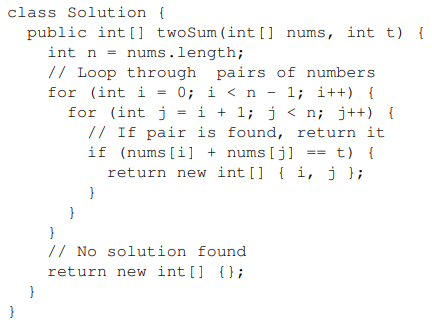 class Solution {
  public int[] twoSum(int[] nums, int t) {
    int n = nums.length;
    // Loop through  pairs of numbers
    for (int i = 0; i < n - 1; i++) {
      for (int j = i + 1; j < n; j++) {
        // If pair is found, return it
        if (nums[i] + nums[j] == t) {
          return new int[] { i, j };
        }
      }
    }
    // No solution found
    return new int[] {};
  }
}